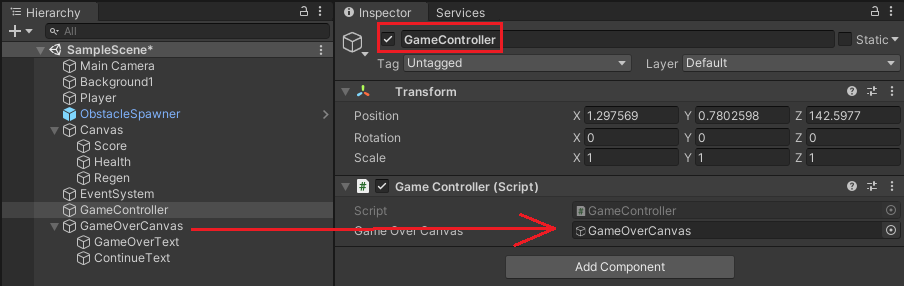 Hierarchy
All
SampleScene*
Main Camera
Background1
Player
ObstacleSpawner
Canvas
Score
Health
Regen
EventSystem
GameController
GameOverCanvas
GameOverText
ContinueText
Inspector
Services
GameController
Static
Tag Untagged
Layer Default
Transform
Position X 1.297569 Y 0.7802598 Z 142.5977
Rotation X 0 Y 0 Z 0
Scale X 1 Y 1 Z 1
# Game Controller (Script)
Script # GameController
Game Over Canvas GameOverCanvas
Add Component